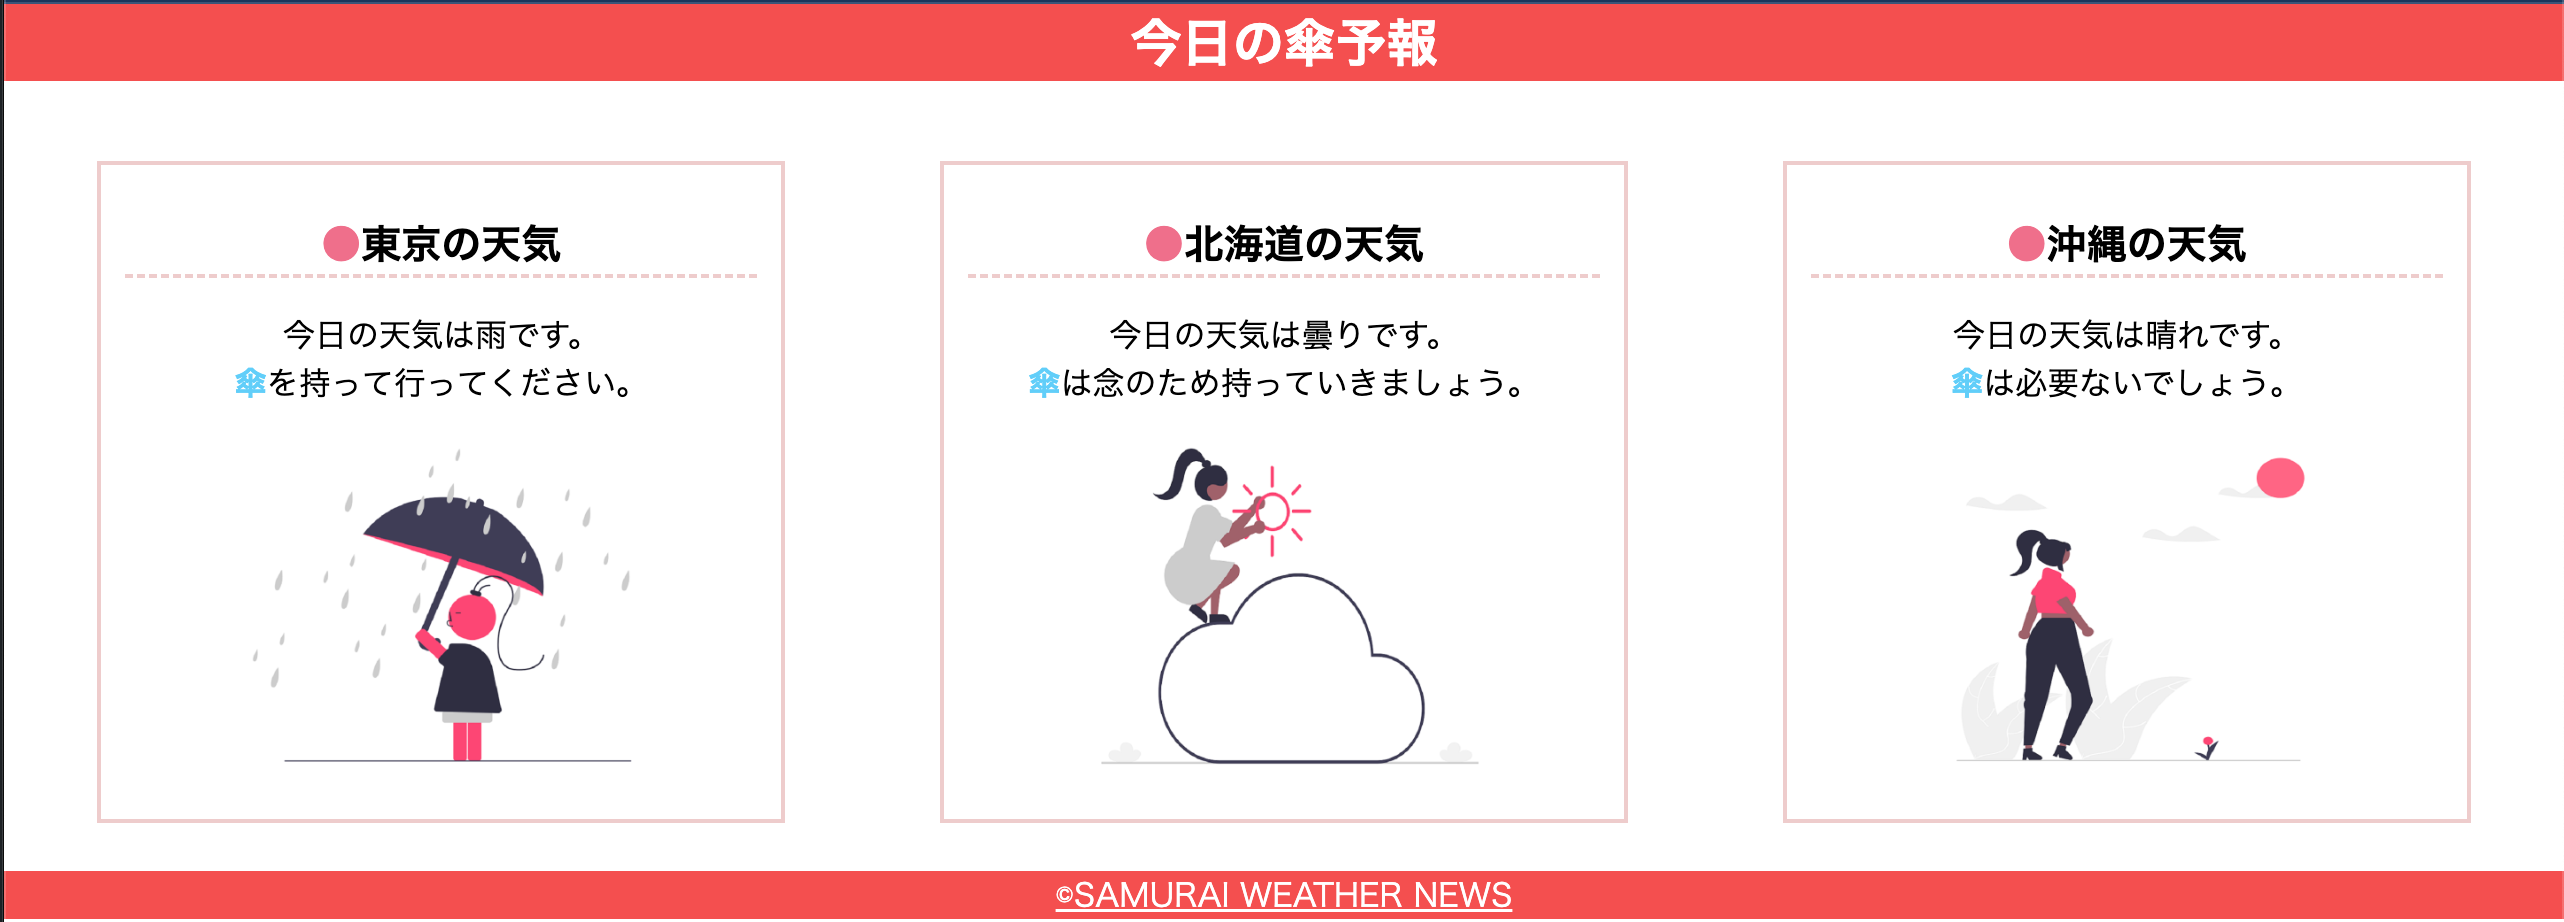 今日の傘予報
●東京の天気
今日の天気は雨です。
傘を持って行ってください。
●北海道の天気
今日の天気は曇りです。
傘は念のため持っていきましょう。
●沖縄の天気
今日の天気は晴れです。
傘は必要ないでしょう。
©SAMURAI WEATHER NEWS